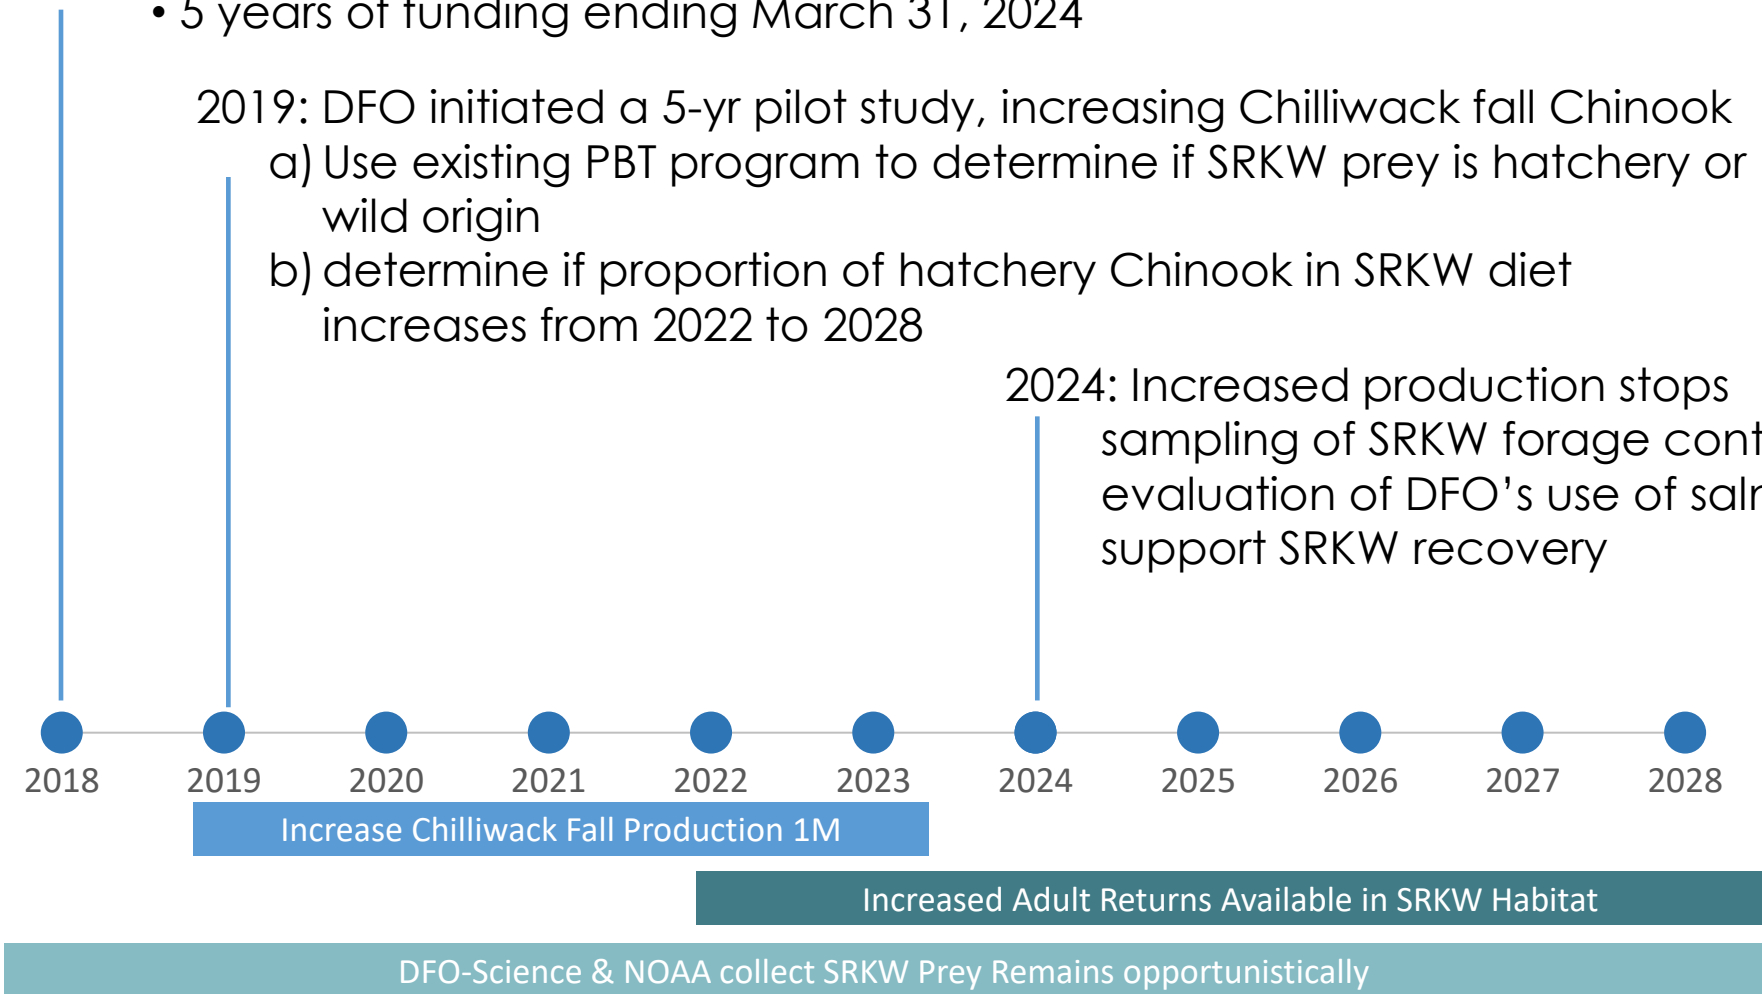 • 5 years of funding ending March 31, 2024
2019: DFO initiated a 5-yr pilot study, increasing Chilliwack fall Chinook
a) Use existing PBT program to determine if SRKW prey is hatchery or
wild origin
b) determine if proportion of hatchery Chinook in SRKW diet
increases from 2022 to 2028
2024: Increased production stops
sampling of SRKW forage
evaluation of DFO’s use of
support SRKW recovery
2018 2019 2020 2021 2022 2023 2024 2025 2026 2027 2028
Increase Chilliwack Fall Production 1M
Increased Adult Returns Available in SRKW Habitat
DFO-Science & NOAA collect SRKW Prey Remains opportunistically